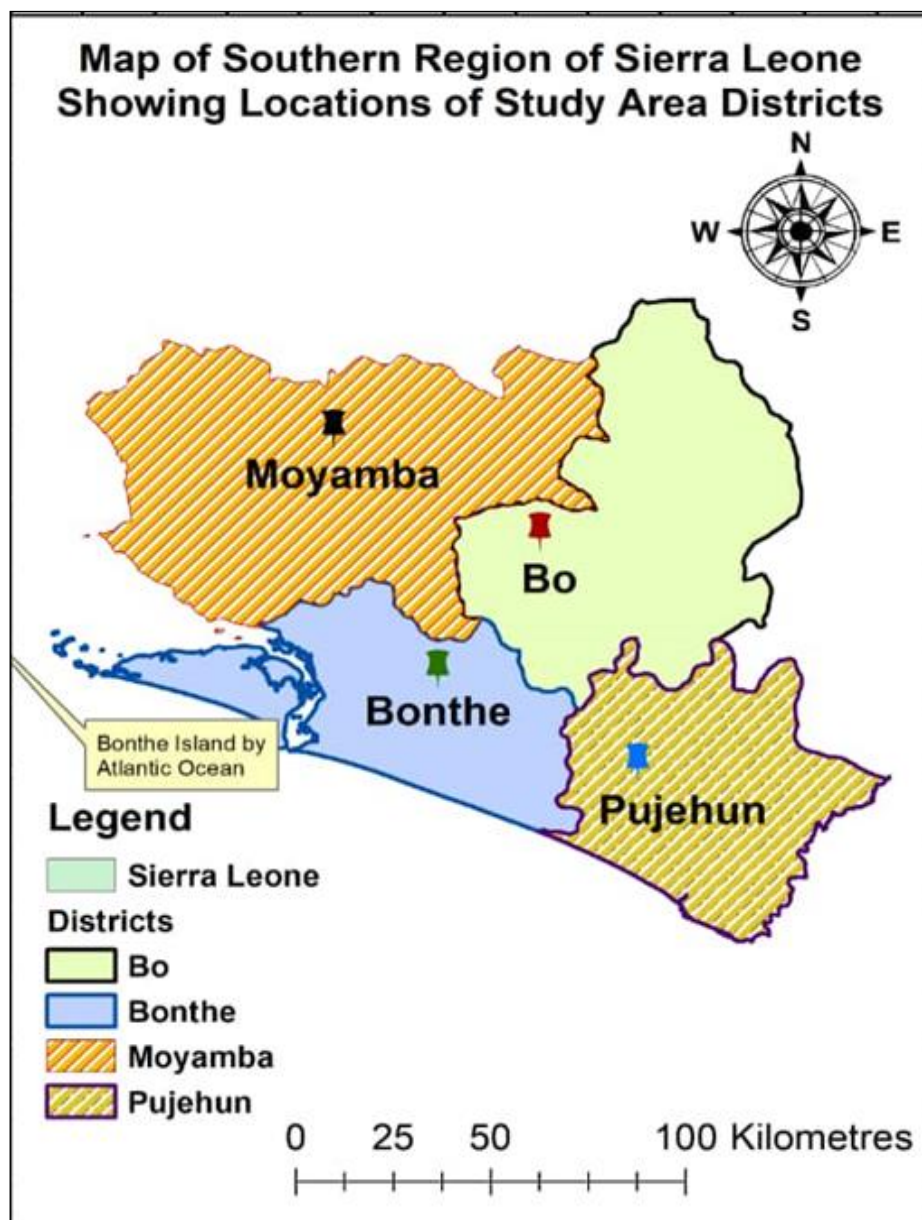 Map of Southern Region of Sierra Leone
Showing Locations of Study Area Districts
N
W
E
S
Moyamba
Bo
Bonthe
Pujehun
Bonthe Island by
Atlantic Ocean
Legend
Sierra Leone
Districts
Bo
Bonthe
Moyamba
Pujehun
0 25 50 100 Kilometres